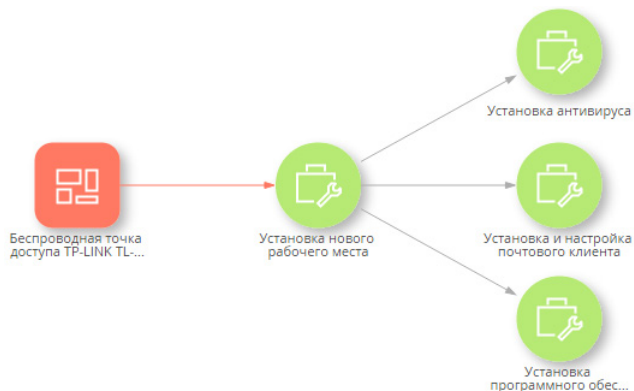 Установка антивируса
Беспроводная точка
доступа TP-LINK TL-...
Установка нового
рабочего места
Установка и настройка
почтового клиента
Установка
программного обес...